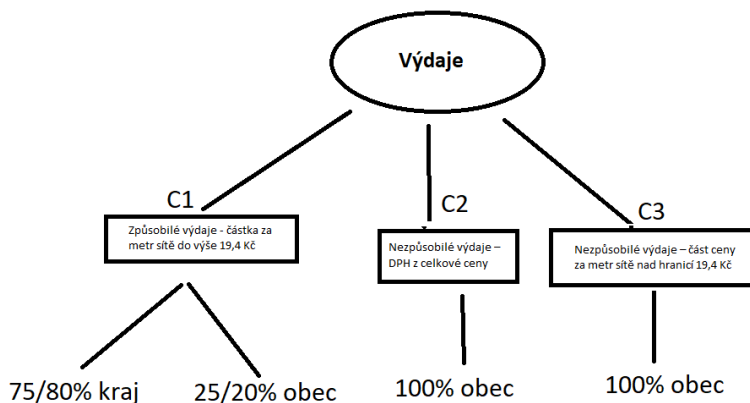 Výdaje
C1
Způsobilé výdaje - částka za
metr sítě do výše 19,4 Kč
75/80% kraj
25/20% obec
C2
Nezpůsobilé výdaje –
DPH z celkové ceny
100% obec
C3
Nezpůsobilé výdaje – část ceny
za metr sítě nad hranicí 19,4 Kč
100% obec